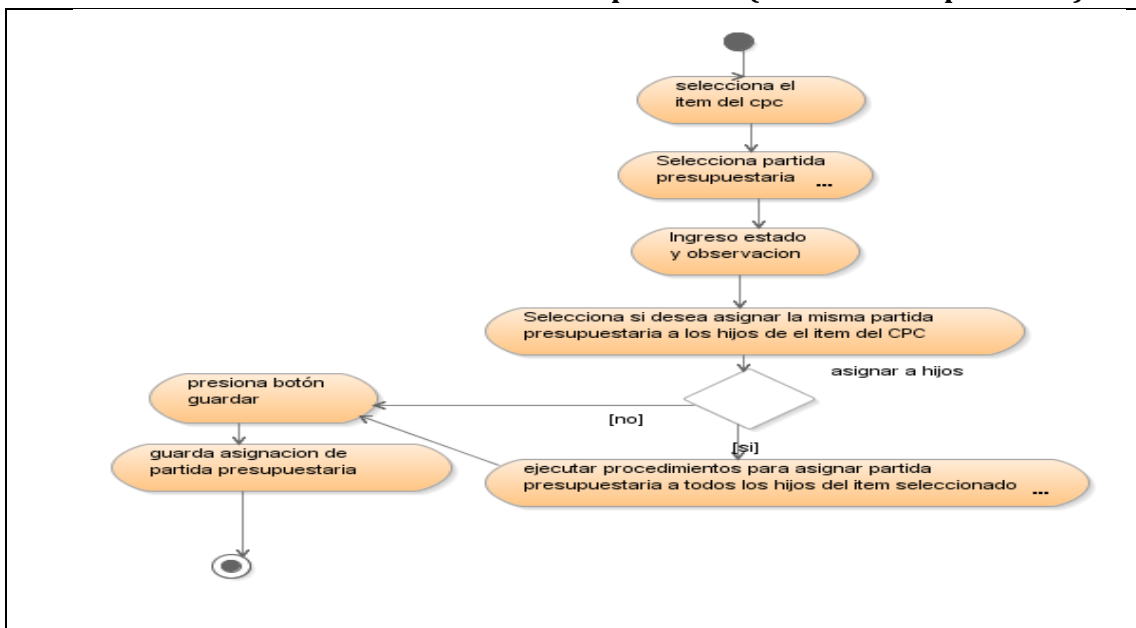 selecciona el
item del cpc
Selecciona partida
presupuestaria ...
Ingreso estado
y observacion
Selecciona si desea asignar la misma partida
presupuestaria a los hijos de el item del CPC
asignar a hijos
presiona botón
guardar
[no]
[si]
guarda asignacion de
partida presupuestaria
ejecutar procedimientos para asignar partida
presupuestaria a todos los hijos del item seleccionado ...